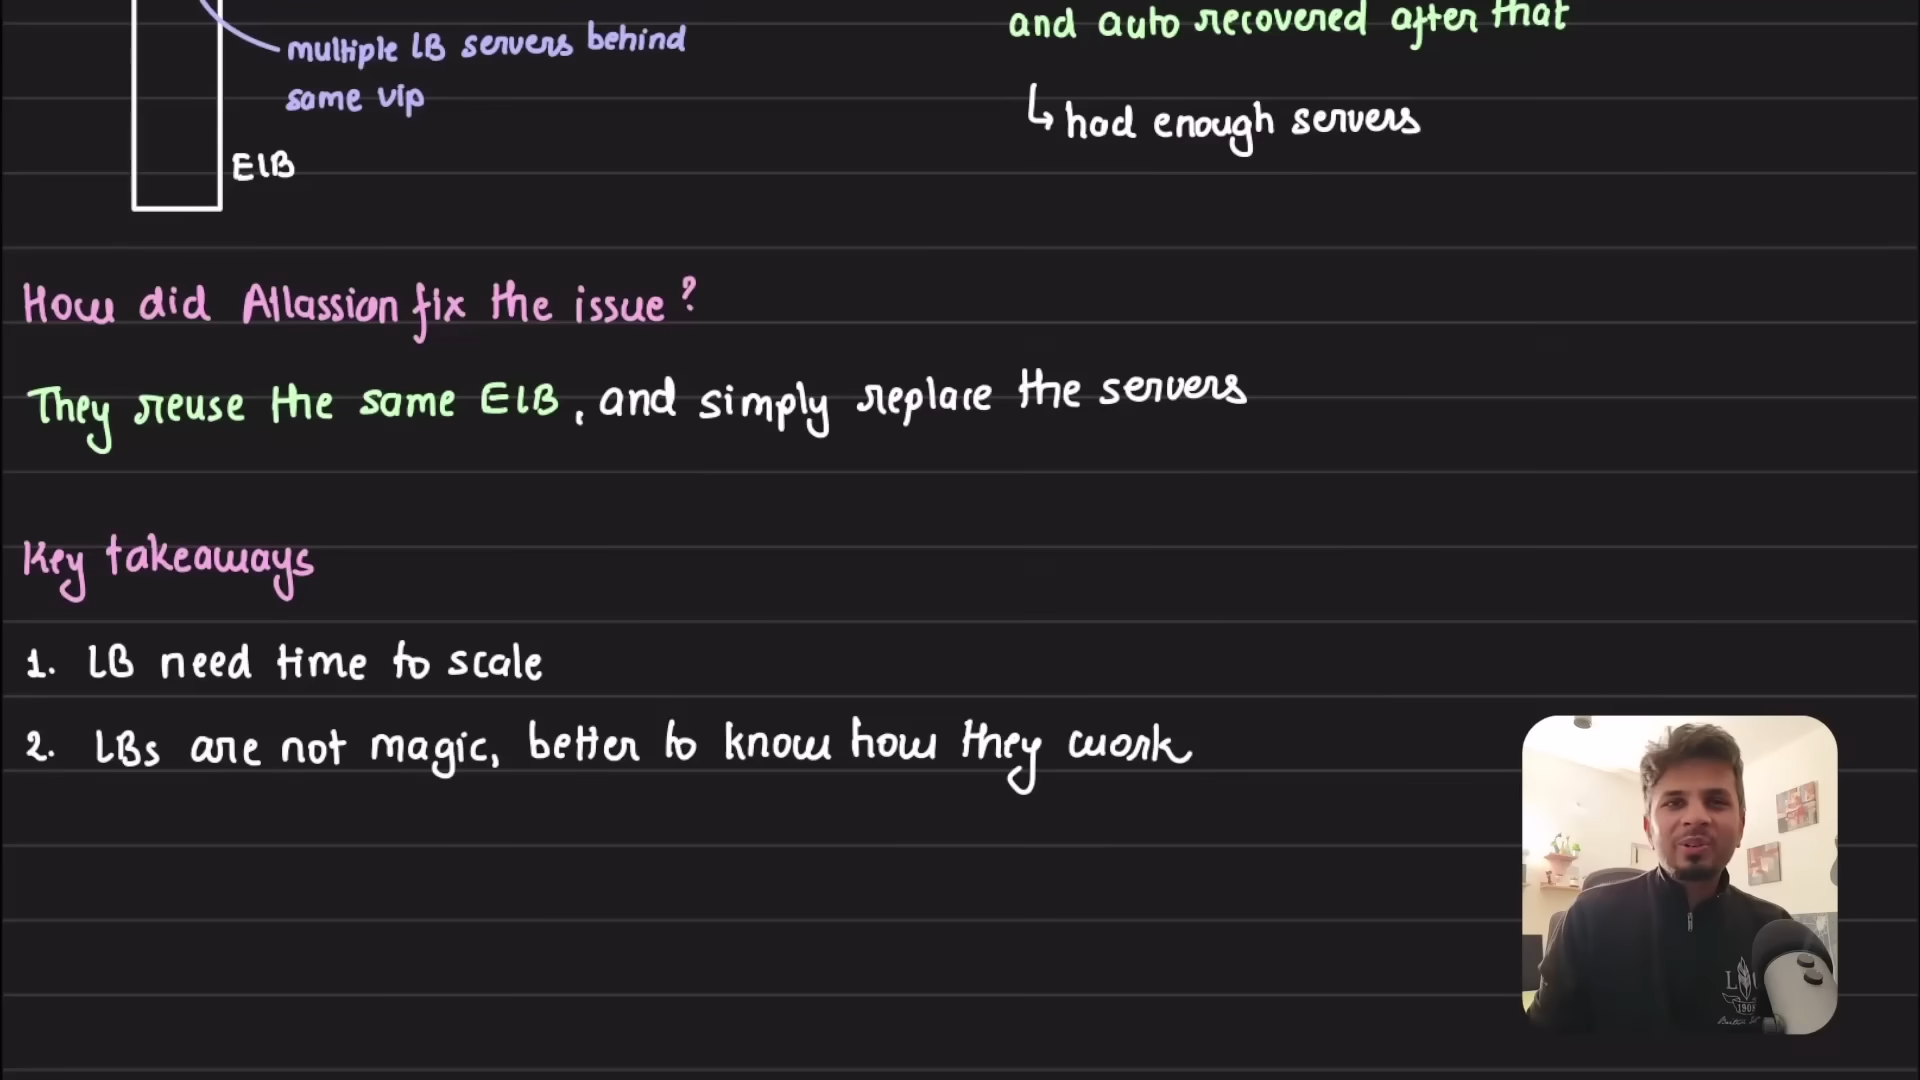 multiple LB servers behind
same vip
ELB
and auto recovered after that
↳ had enough servers
How did Atlassian fix the issue?
They reuse the same ELB, and simply replace the servers
Key takeaways
1. LB need time to scale
2. LBs are not magic, better to know how they work
1908